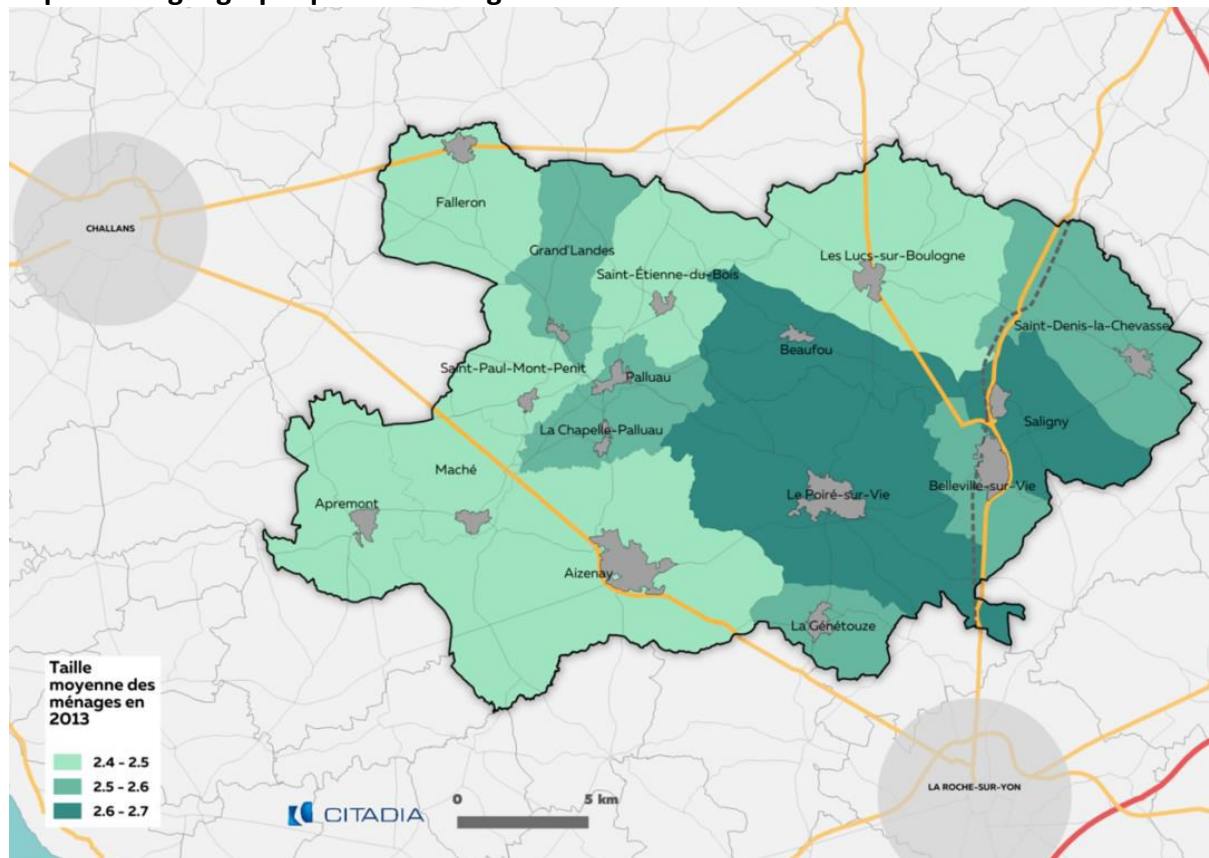 CHALLANS
Falleron
Grand'Landes
Saint-Étienne-du-Bois
Les Lucs-sur-Boulogne
Saint-Denis-la-Chevasse
Beaufou
Saint-Paul-Mont-Penit
Palluau
La Chapelle-Palluau
Saligny
Maché
Apremont
Le Poiré-sur-Vie
Belleville-sur-Vie
Aizenay
La Génétouze
Taille
moyenne des
ménages en
2013
2.4 - 2.5
2.5 - 2.6
2.6 - 2.7
CITADIA
0 5 km
LA ROCHE-SUR-YON